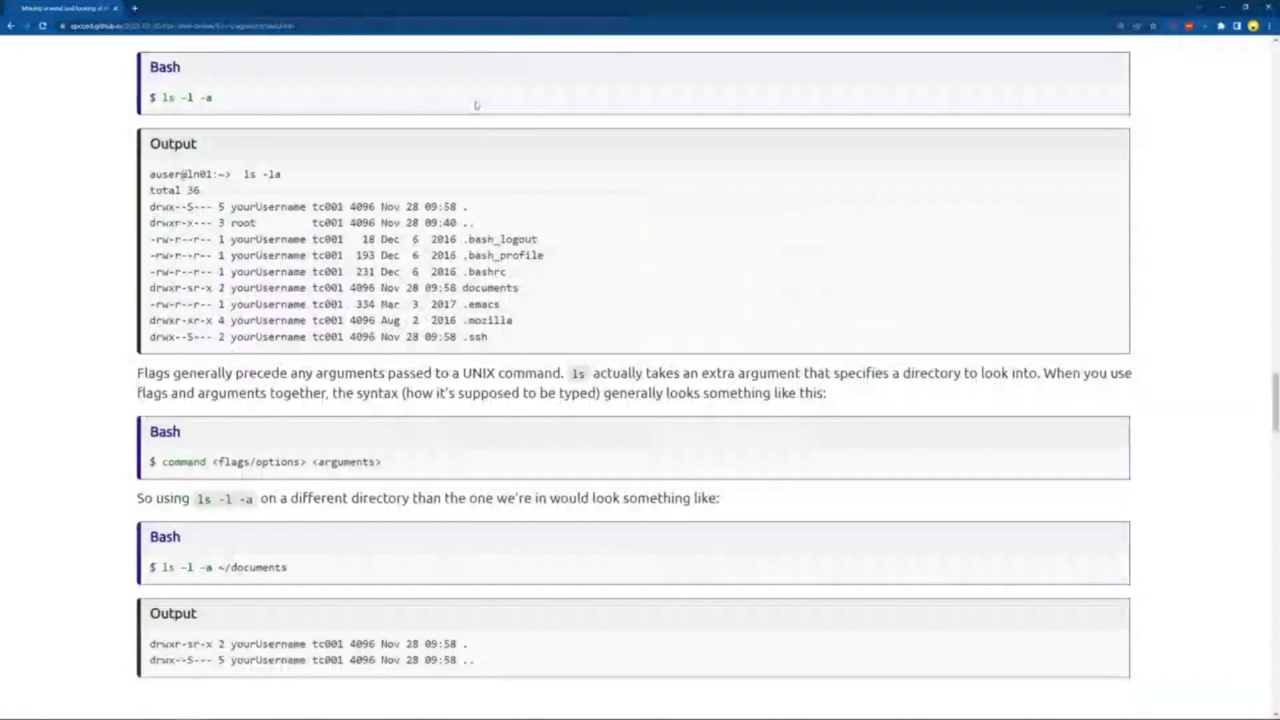 Moving around and looking at th
Bash
$ ls -l -a
Output
auser@ln01:~> ls -la
total 36
drwx--S--- 5 yourUsername tc001 4096 Nov 28 09:58 .
drwxr-x--- 3 root tc001 4096 Nov 28 09:40 ..
-rw-r--r-- 1 yourUsername tc001 18 Dec 6 2016 .bash_logout
-rw-r--r-- 1 yourUsername tc001 193 Dec 6 2016 .bash_profile
-rw-r--r-- 1 yourUsername tc001 231 Dec 6 2016 .bashrc
drwxr-sr-x 2 yourUsername tc001 4096 Nov 28 09:58 documents
-rw-r--r-- 1 yourUsername tc001 334 Mar 3 2017 .emacs
drwxr-xr-x 4 yourUsername tc001 4096 Aug 2 2016 .mozilla
drwx--S--- 2 yourUsername tc001 4096 Nov 28 09:58 .ssh
Flags generally precede any arguments passed to a UNIX command. ls actually takes an extra argument that specifies a directory to look into. When you use
flags and arguments together, the syntax (how it's supposed to be typed) generally looks something like this:
Bash
$ command <flags/options> <arguments>
So using ls -l -a on a different directory than the one we're in would look something like:
Bash
$ ls -l -a ~/documents
Output
drwxr-sr-x 2 yourUsername tc001 4096 Nov 28 09:58 .
drwx--S--- 5 yourUsername tc001 4096 Nov 28 09:58 ..